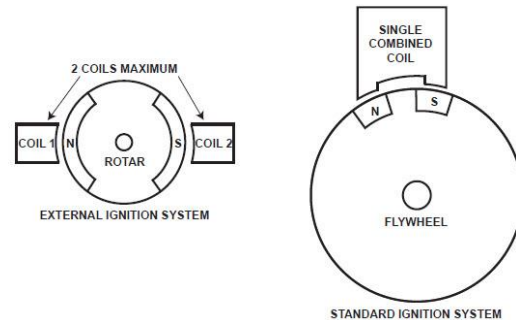 2 COILS MAXIMUM
COIL 1
N
S
COIL 2
ROTAR
EXTERNAL IGNITION SYSTEM
SINGLE
COMBINED
COIL
N
S
FLYWHEEL
STANDARD IGNITION SYSTEM